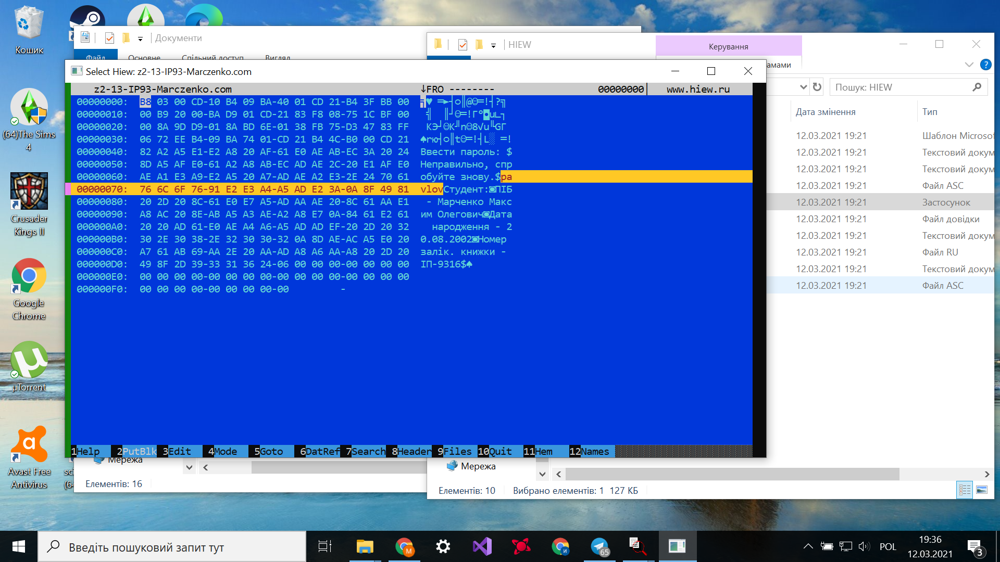 Кошик
(64)The Sims
4
Crusader
Kings II
Google
Chrome
µTorrent
Avast Free
Antivirus
Документи
Файл Основне Спільний доступ Вигляд
HIEW
Керування
Select Hiew: z2-13-IP93-Marczenko.com
z2-13-IP93-Marczenko.com ↓FRO -------- 00000000 www.hiew.ru
00000000: B8 03 00 CD-10 B4 09 BA-40 01 CD 21-B4 3F BB 00
00000010: 00 B9 20 00-BA D9 01 CD-21 83 F8 08-75 1C BF 00
00000020: 00 8A 9D D9-01 8A BD 6E-01 38 FB 75-D3 47 83 FF
00000030: 06 72 EE B4-09 BA 74 01-CD 21 B4 4C-B0 00 CD 21
00000040: 82 A2 A5 E1-E2 A8 20 AF-61 E0 AE AB-EC 3A 20 24 Ввести пароль: $
00000050: 8D A5 AF E0-61 A2 A8 AB-EC AD AE 2C-20 E1 AF E0 Неправильно, спр
00000060: AE A1 E3 A9-E2 A5 20 A7-AD AE A2 E3-2E 24 70 61 обуйте знову.$pa
00000070: 76 6C 6F 76-91 E2 E3 A4-A5 AD E2 3A-0A 8F 49 81 vlovСтудент:◙ПIБ
00000080: 20 2D 20 8C-61 E0 E7 A5-AD AA AE 20-8C 61 AA E1 - Марченко Макс
00000090: A8 AC 20 8E-AB A5 A3 AE-A2 A8 E7 0A-84 61 E2 61 им Олегович◙Дата
000000A0: 20 20 AD 61-E0 AE A4 A6-A5 AD AD EF-20 2D 20 32 народження - 2
000000B0: 30 2E 30 38-2E 32 30 30-32 0A 8D AE-AC A5 E0 20 0.08.2002◙Номер
000000C0: A7 61 AB 69-AA 2E 20 AA-AD A8 A6 AA-A8 20 2D 20 залiк. книжки -
000000D0: 49 8F 2D 39-33 31 36 24-06 00 00 00-00 00 00 00 IП-9316$♠
000000E0: 00 00 00 00-00 00 00 00-00 00 00 00-00 00 00 00
000000F0: 00 00 00 00-00 00 00 00-00 -
1Help 2PutBlk 3Edit 4Mode 5Goto 6DatRef 7Search 8Header 9Files 10Quit 11Hem 12Names
Пошук: HIEW
Дата змінення Тип
12.03.2021 19:21 Шаблон Microsof
12.03.2021 19:21 Текстовий докум
12.03.2021 19:21 Текстовий докум
12.03.2021 19:21 Файл ASC
12.03.2021 19:21 Застосунок
12.03.2021 19:21 Файл довідки
12.03.2021 19:21 Текстовий докум
12.03.2021 19:21 Файл RU
12.03.2021 19:21 Текстовий докум
12.03.2021 19:21 Файл ASC
Мережа
Елементів: 16
Мережа
Елементів: 10 Вибрано елементів: 1 127 КБ
Введіть пошуковий запит тут
65
POL
19:36
12.03.2021
3